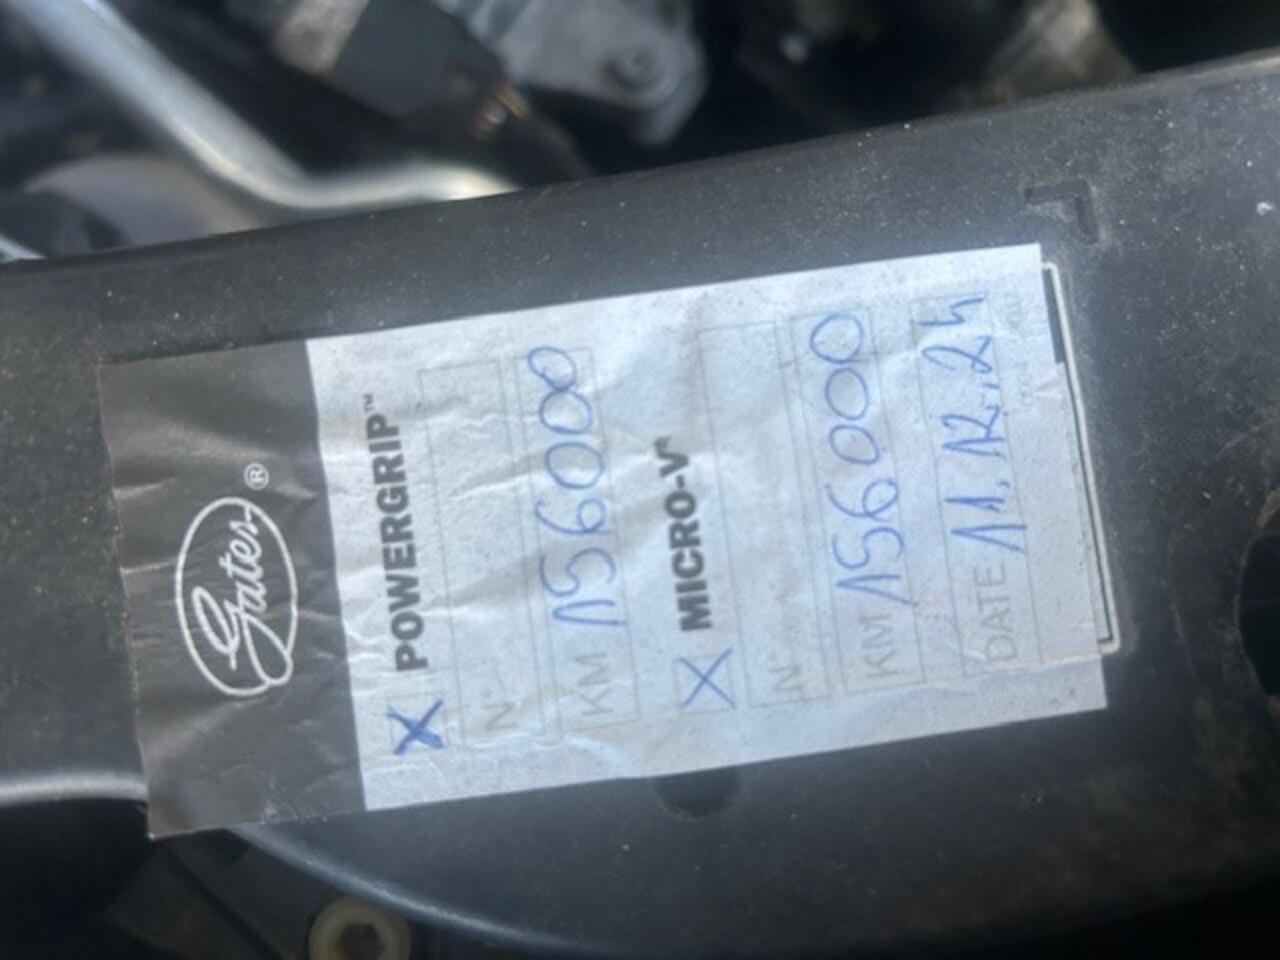 Gates®
X POWERGRIP™
N°
KM 156000
X MICRO-V®
N°
KM 156000
DATE 11.12.24